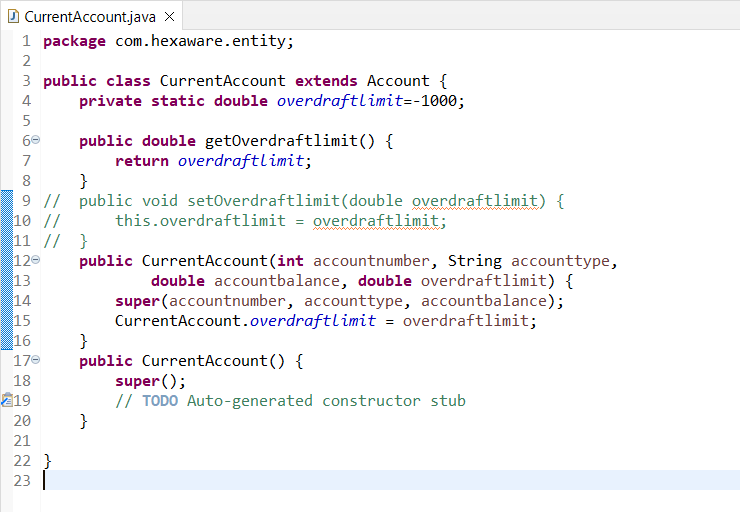 CurrentAccount.java
1 package com.hexaware.entity;
2
3 public class CurrentAccount extends Account {
4     private static double overdraftlimit=-1000;
5
6     public double getOverdraftlimit() {
7         return overdraftlimit;
8     }
9 //  public void setOverdraftlimit(double overdraftlimit) {
10 //      this.overdraftlimit = overdraftlimit;
11 //  }
12     public CurrentAccount(int accountnumber, String accounttype,
13             double accountbalance, double overdraftlimit) {
14         super(accountnumber, accounttype, accountbalance);
15         CurrentAccount.overdraftlimit = overdraftlimit;
16     }
17     public CurrentAccount() {
18         super();
19         // TODO Auto-generated constructor stub
20     }
21
22 }
23